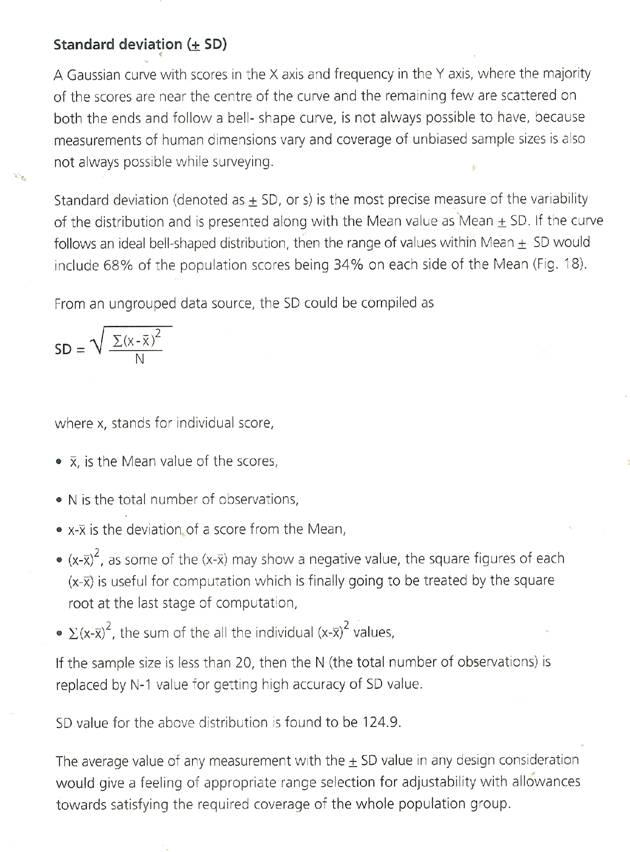 Standard deviation (± SD)
A Gaussian curve with scores in the X axis and frequency in the Y axis, where the majority
of the scores are near the centre of the curve and the remaining few are scattered on
both the ends and follow a bell- shape curve, is not always possible to have, because
measurements of human dimensions vary and coverage of unbiased sample sizes is also
not always possible while surveying.
Standard deviation (denoted as ± SD, or s) is the most precise measure of the variability
of the distribution and is presented along with the Mean value as Mean ± SD. If the curve
follows an ideal bell-shaped distribution, then the range of values within Mean ± SD would
include 68% of the population scores being 34% on each side of the Mean (Fig. 18).
From an ungrouped data source, the SD could be compiled as
SD = √ Σ(x-x̄)²
N
where x, stands for individual score,
• x̄, is the Mean value of the scores,
• N is the total number of observations,
• x-x̄ is the deviation of a score from the Mean,
• (x-x̄)², as some of the (x-x̄) may show a negative value, the square figures of each
(x-x̄) is useful for computation which is finally going to be treated by the square
root at the last stage of computation,
• Σ(x-x̄)², the sum of the all the individual (x-x̄)² values,
If the sample size is less than 20, then the N (the total number of observations) is
replaced by N-1 value for getting high accuracy of SD value.
SD value for the above distribution is found to be 124.9.
The average value of any measurement with the ± SD value in any design consideration
would give a feeling of appropriate range selection for adjustability with allowances
towards satisfying the required coverage of the whole population group.